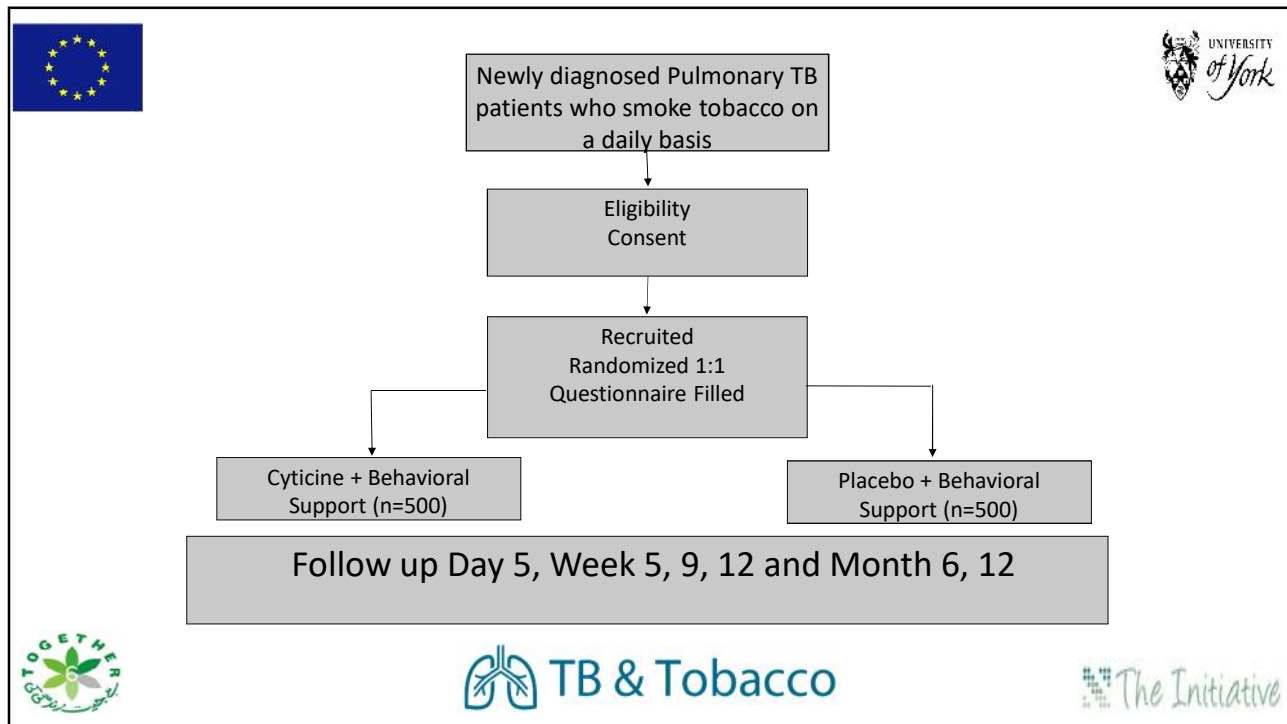 UNIVERSITY
of York
Newly diagnosed Pulmonary TB
patients who smoke tobacco on
a daily basis
Eligibility
Consent
Recruited
Randomized 1:1
Questionnaire Filled
Cyticine + Behavioral
Support (n=500)
Placebo + Behavioral
Support (n=500)
Follow up Day 5, Week 5, 9, 12 and Month 6, 12
TOGETHER
TB & Tobacco
The Initiative